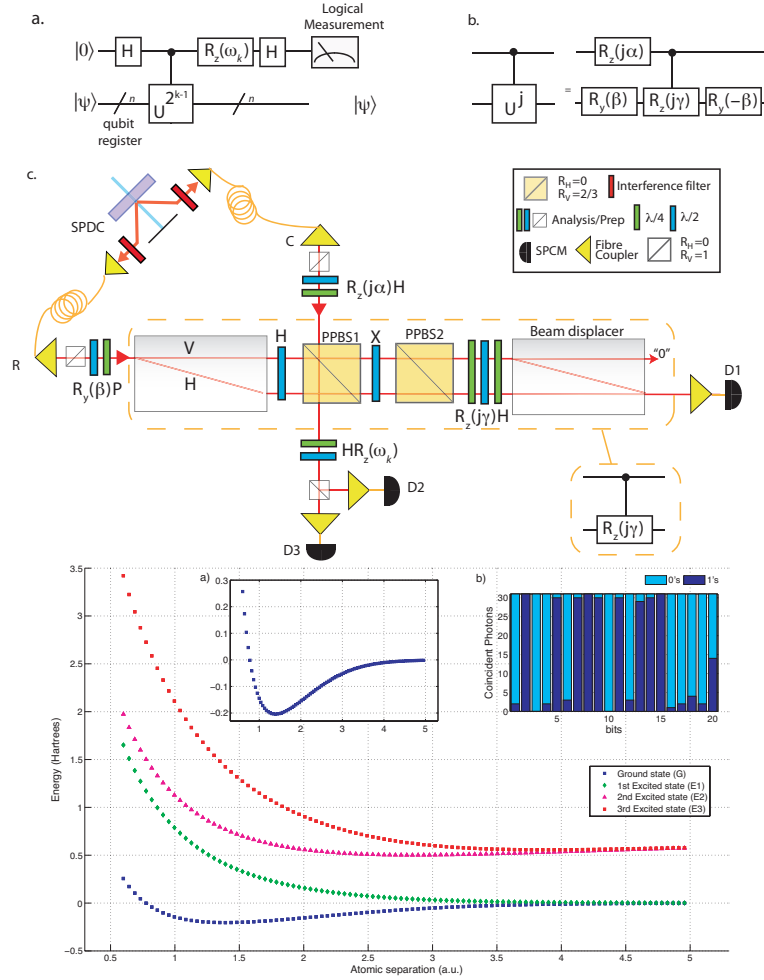 a.
Logical
Measurement
|0⟩ H R_z(ω_k) H
|ψ⟩ n U^{2^{k-1}} n |ψ⟩
qubit
register
b.
R_z(jα)
U^j = R_y(β) R_z(jγ) R_y(-β)
c.
SPDC
R_H=0
R_V=2/3
Interference filter
Analysis/Prep
λ/4
λ/2
SPCM
Fibre
Coupler
R_H=0
R_V=1
C
R_z(jα)H
R
R_y(β)P
V
H
H
PPBS1
X
PPBS2
R_z(jγ)H
Beam displacer
"0"
D1
HR_z(ω_k)
D2
D3
R_z(jγ)
Energy (Hartrees)
3.5
3
2.5
2
1.5
1
0.5
0
−0.5
0.5 1.0 1.5 2 2.5 3 3.5 4 4.5 5
Atomic separation (a.u.)
a)
0.3
0.2
0.1
0
−0.1
−0.2
1 2 3 4 5
b)
0's 1's
Coincident Photons
30
25
20
15
10
5
0
5 10 15 20
bits
Ground state (G)
1st Excited state (E1)
2nd Excited state (E2)
3rd Excited state (E3)